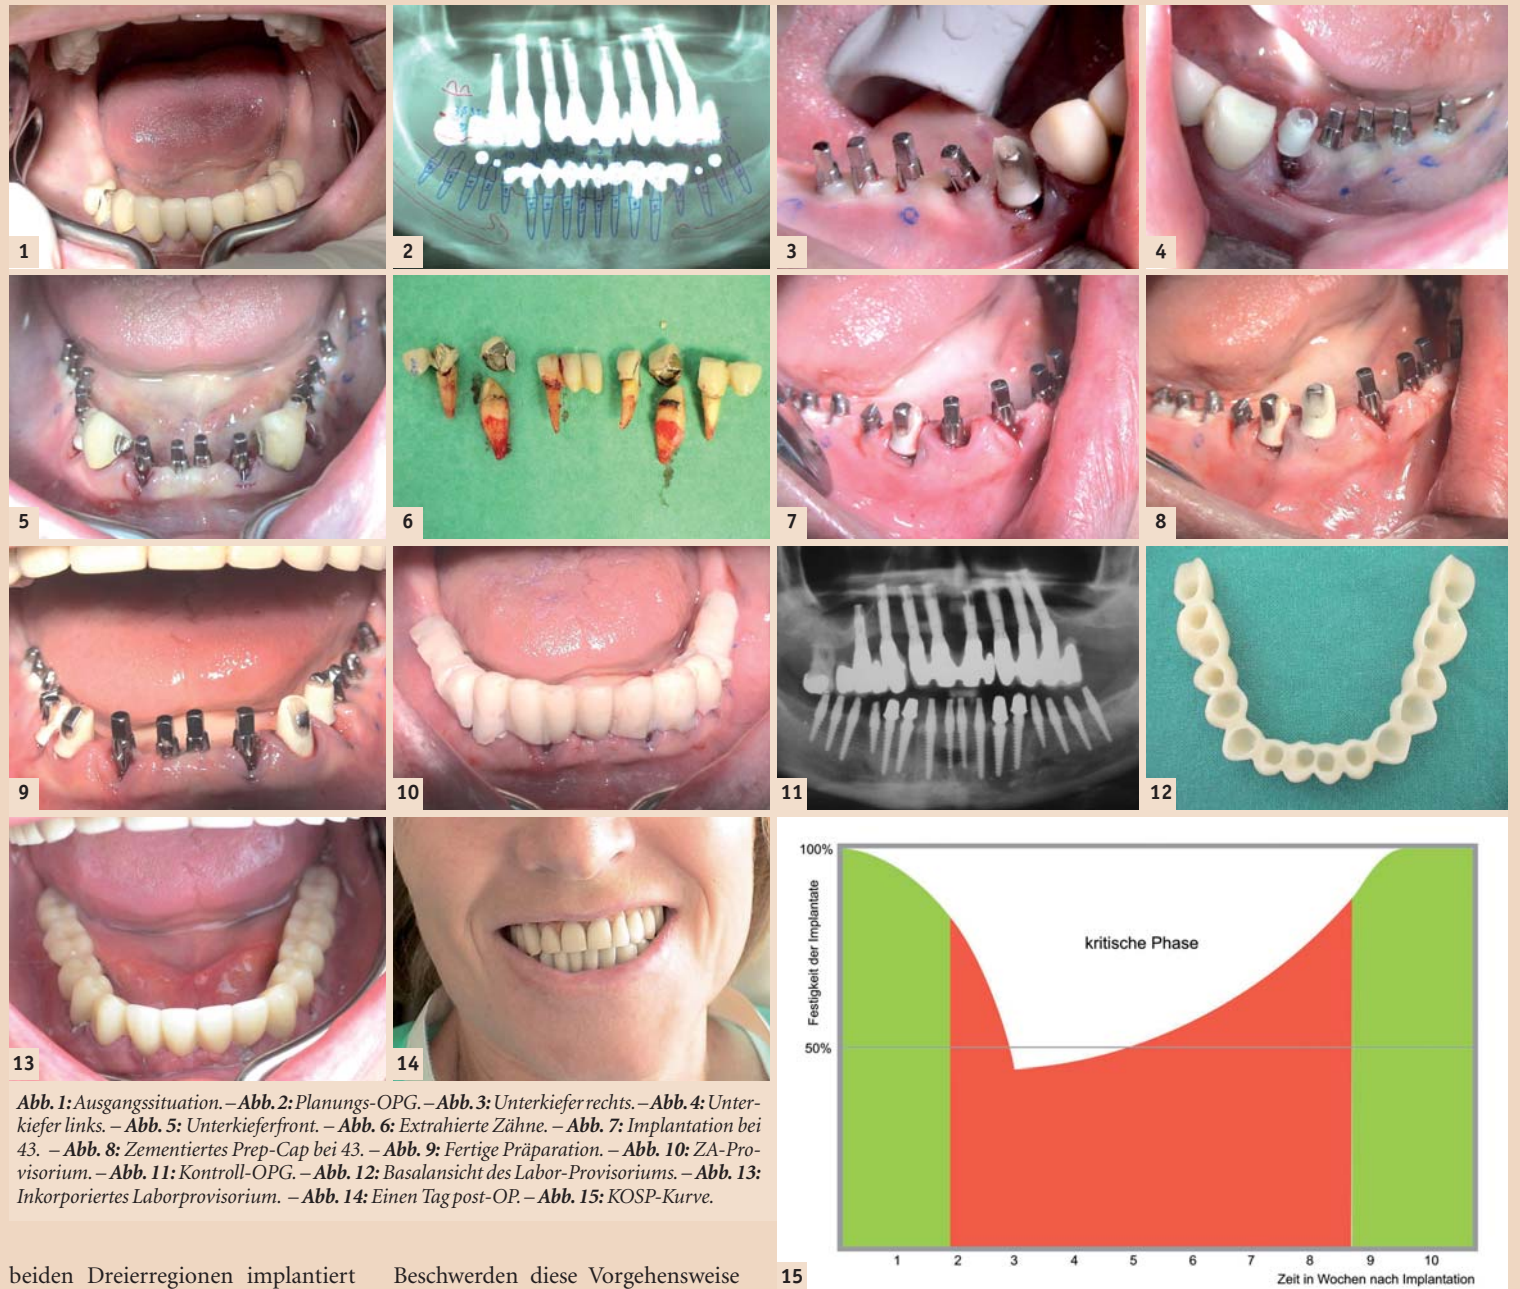 1
2
3
4
5
6
7
8
9
10
11
12
13
14
Abb. 1: Ausgangssituation. – Abb. 2: Planungs-OPG. – Abb. 3: Unterkiefer rechts. – Abb. 4: Unter-
kiefer links. – Abb. 5: Unterkieferfront. – Abb. 6: Extrahierte Zähne. – Abb. 7: Implantation bei
43. – Abb. 8: Zementiertes Prep-Cap bei 43. – Abb. 9: Fertige Präparation. – Abb. 10: ZA-Pro-
visorium. – Abb. 11: Kontroll-OPG. – Abb. 12: Basalansicht des Labor-Provisoriums. – Abb. 13:
Inkorporiertes Laborprovisorium. – Abb. 14: Einen Tag post-OP. – Abb. 15: KOSP-Kurve.
100%
Festigkeit der Implantate
kritische Phase
50%
1 2 3 4 5 6 7 8 9 10
Zeit in Wochen nach Implantation
15
beiden Dreierregionen implantiert
Beschwerden diese Vorgehensweise